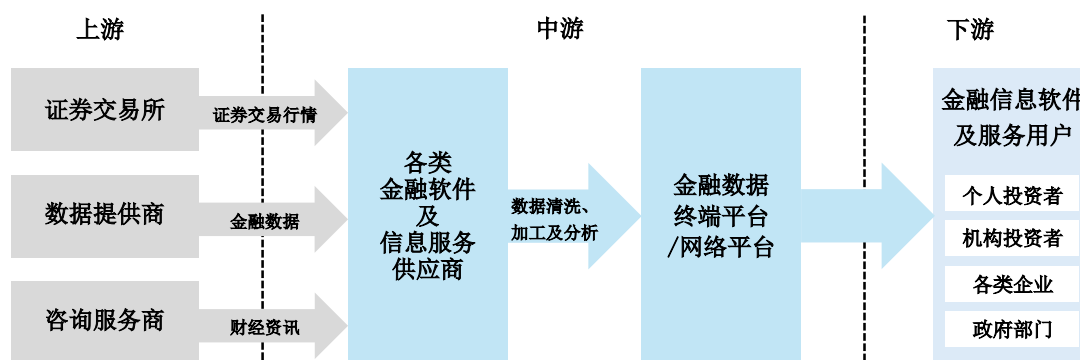 上游
中游
下游
证券交易所
证券交易行情
数据提供商
金融数据
咨询服务商
财经资讯
各类
金融软件
及
信息服务
供应商
数据清洗、
加工及分析
金融数据
终端平台
/网络平台
金融信息软件
及服务用户
个人投资者
机构投资者
各类企业
政府部门